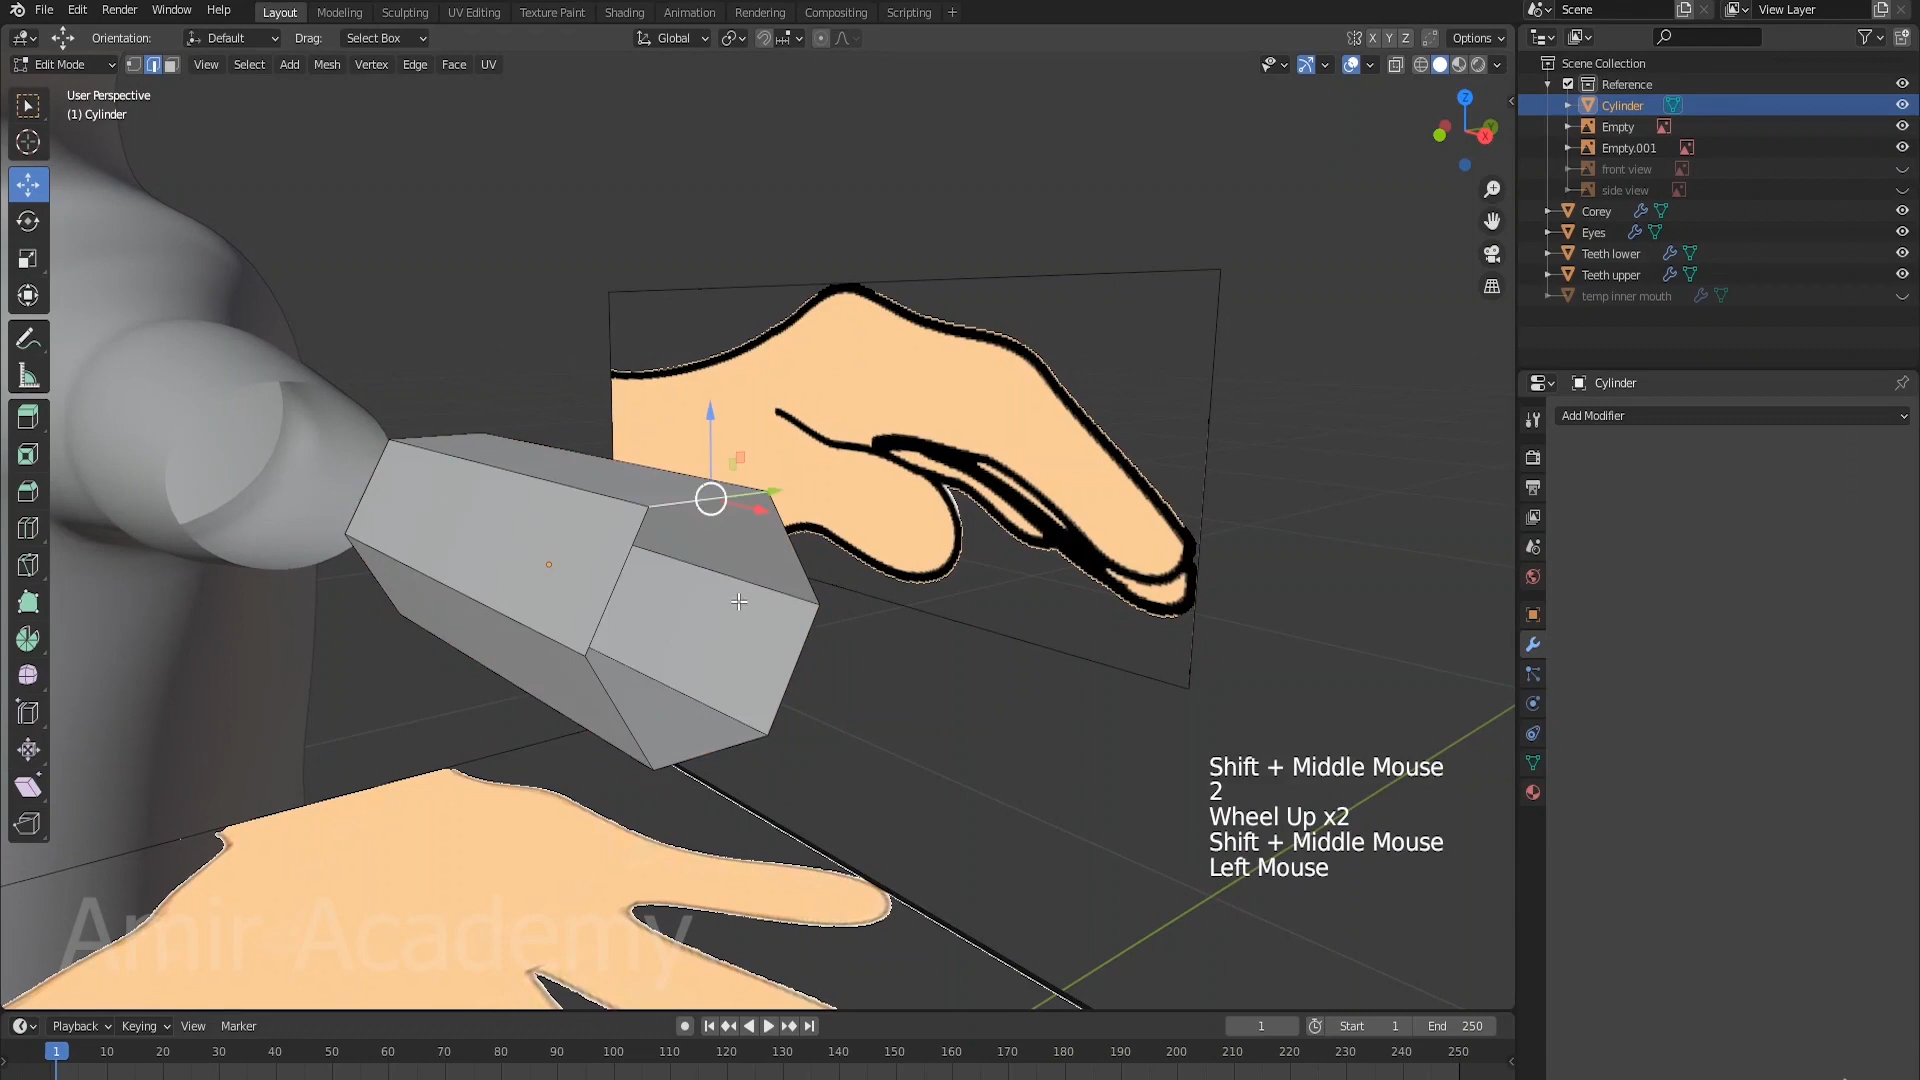 File Edit Render Window Help Layout Modeling Sculpting UV Editing Texture Paint Shading Animation Rendering Compositing Scripting + Scene View Layer
Orientation: Default Drag: Select Box Global X Y Z Options
Edit Mode View Select Add Mesh Vertex Edge Face UV
User Perspective
(1) Cylinder
Z
Y
X
Scene Collection
Reference
Cylinder
Empty
Empty.001
front view
side view
Corey
Eyes
Teeth lower
Teeth upper
temp inner mouth
Cylinder
Add Modifier
Shift + Middle Mouse
2
Wheel Up x2
Shift + Middle Mouse
Left Mouse
Amir Academy
Playback Keying View Marker 1 Start 1 End 250
1 10 20 30 40 50 60 70 80 90 100 110 120 130 140 150 160 170 180 190 200 210 220 230 240 250